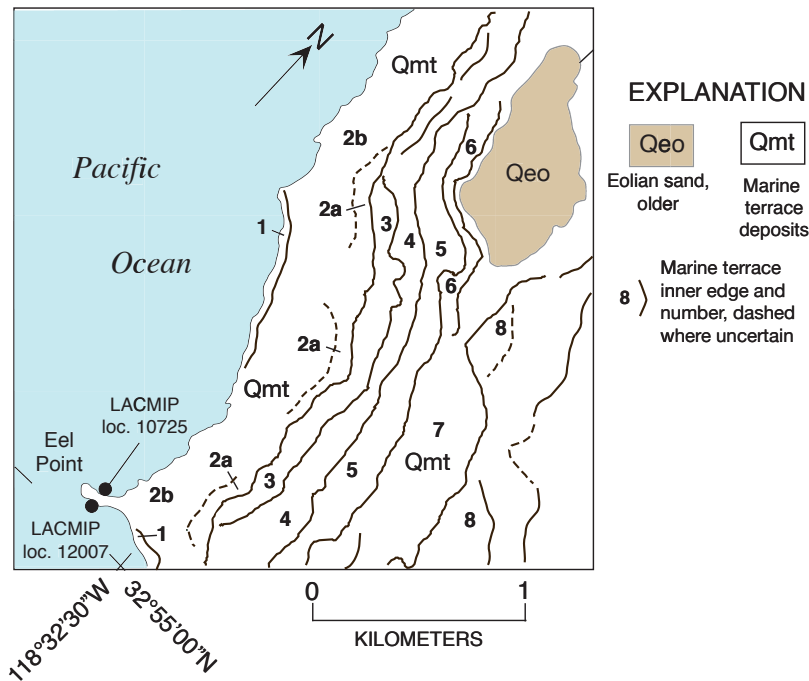 N
Qmt
2b
Pacific
6
Qeo
2a
3
1
4
5
Ocean
6
8
2a
Qmt
LACMIP
loc. 10725
7
Eel
Point
2a
Qmt
3
5
2b
4
8
1
LACMIP
loc. 12007
118°32'30"W
32°55'00"N
0
1
KILOMETERS
EXPLANATION
Qeo
Eolian sand,
older
Qmt
Marine
terrace
deposits
8
Marine terrace
inner edge and
number, dashed
where uncertain